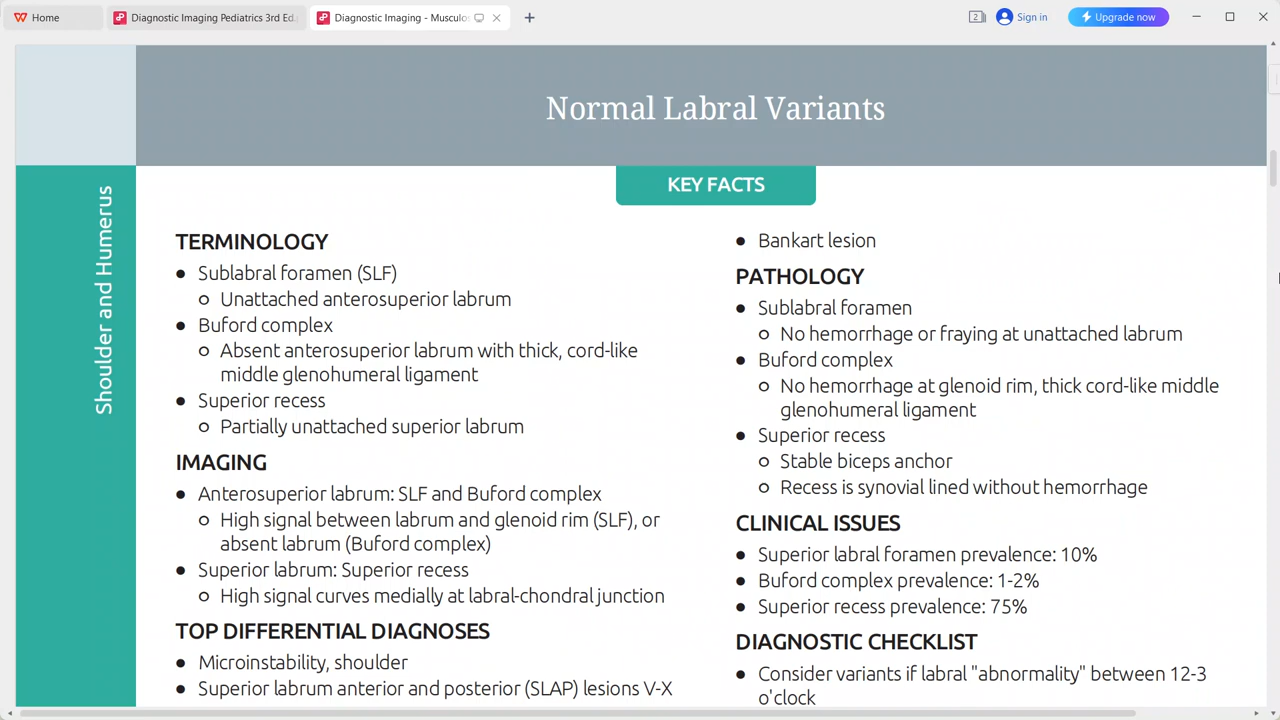 Home
Diagnostic Imaging Pediatrics 3rd Ed.
Diagnostic Imaging - Musculos
2
Sign in
Upgrade now
Normal Labral Variants
Shoulder and Humerus
KEY FACTS
TERMINOLOGY
• Sublabral foramen (SLF)
o Unattached anterosuperior labrum
• Buford complex
o Absent anterosuperior labrum with thick, cord-like
middle glenohumeral ligament
• Superior recess
o Partially unattached superior labrum
IMAGING
• Anterosuperior labrum: SLF and Buford complex
o High signal between labrum and glenoid rim (SLF), or
absent labrum (Buford complex)
• Superior labrum: Superior recess
o High signal curves medially at labral-chondral junction
TOP DIFFERENTIAL DIAGNOSES
• Microinstability, shoulder
• Superior labrum anterior and posterior (SLAP) lesions V-X
• Bankart lesion
PATHOLOGY
• Sublabral foramen
o No hemorrhage or fraying at unattached labrum
• Buford complex
o No hemorrhage at glenoid rim, thick cord-like middle
glenohumeral ligament
• Superior recess
o Stable biceps anchor
o Recess is synovial lined without hemorrhage
CLINICAL ISSUES
• Superior labral foramen prevalence: 10%
• Buford complex prevalence: 1-2%
• Superior recess prevalence: 75%
DIAGNOSTIC CHECKLIST
• Consider variants if labral "abnormality" between 12-3
o'clock